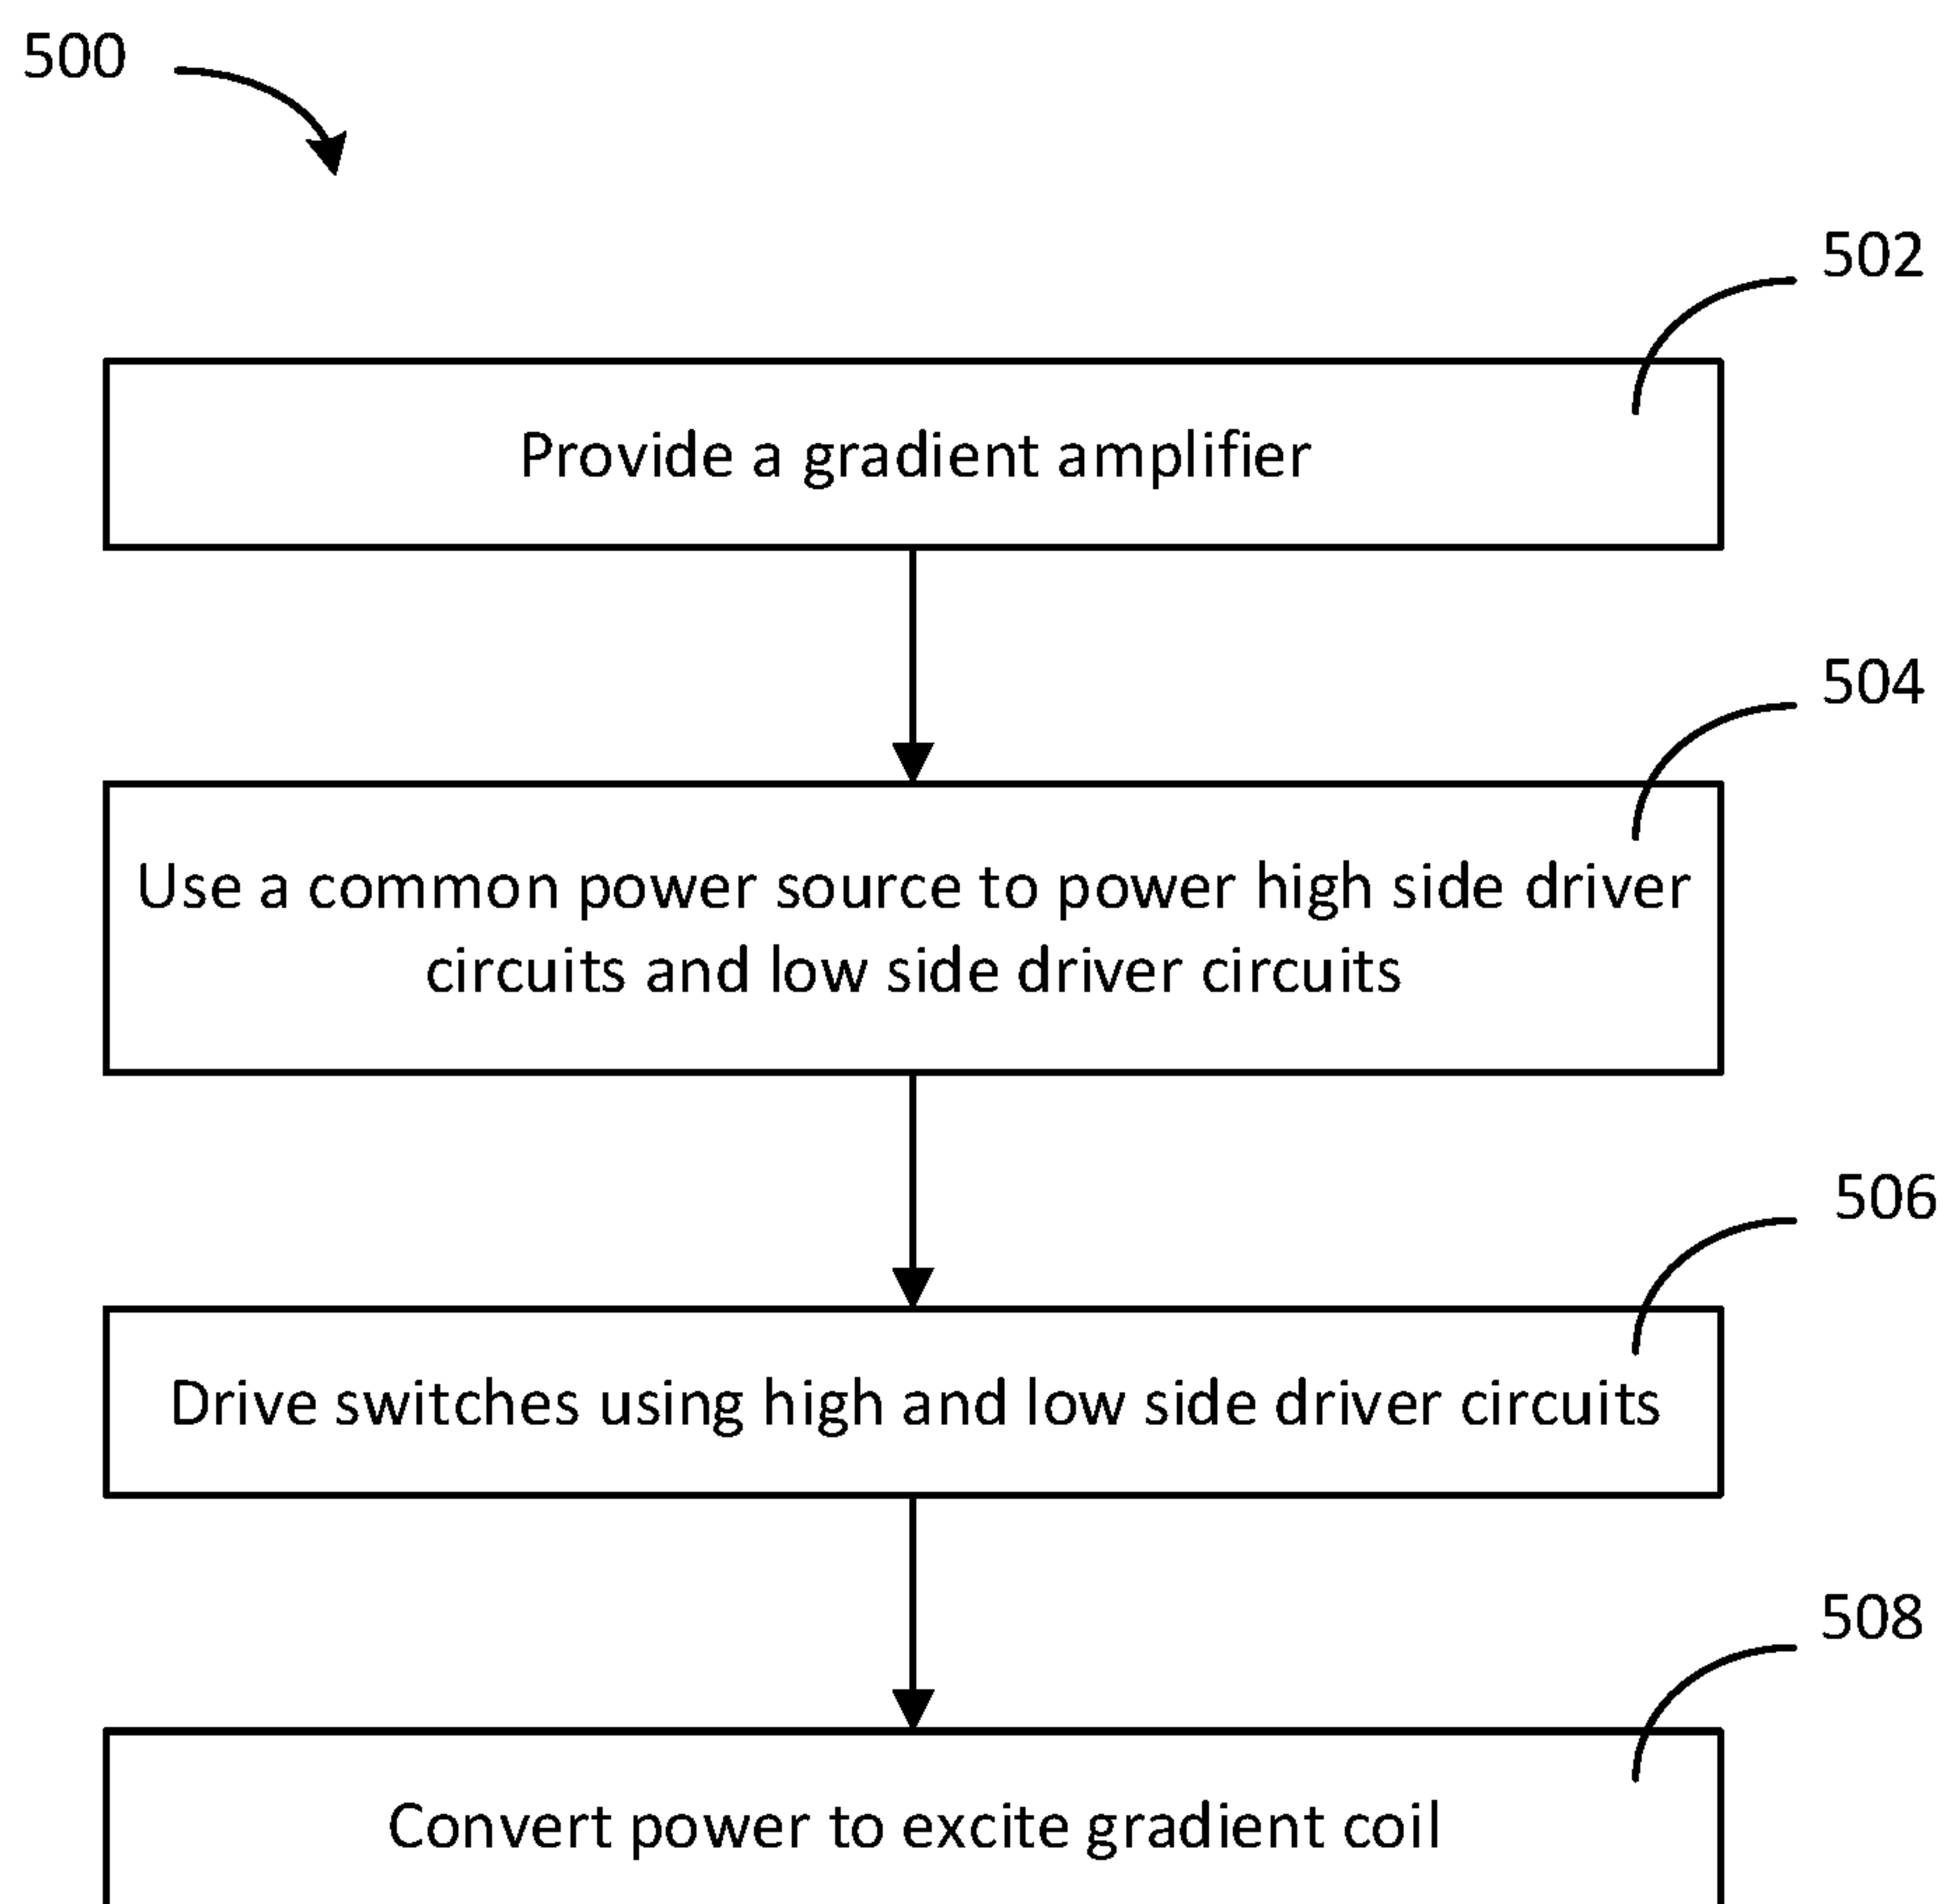 500
502
Provide a gradient amplifier
504
Use a common power source to power high side driver
circuits and low side driver circuits
506
Drive switches using high and low side driver circuits
508
Convert power to excite gradient coil